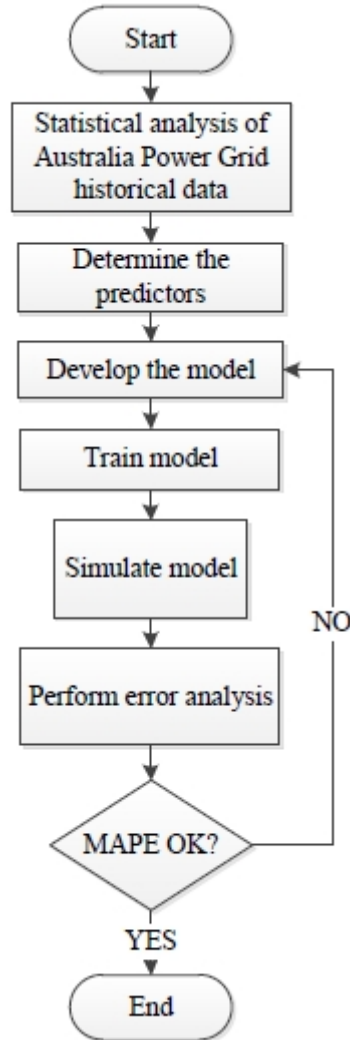 Start
Statistical analysis of
Australia Power Grid
historical data
Determine the
predictors
Develop the model
Train model
Simulate model
NO
Perform error analysis
MAPE OK?
YES
End